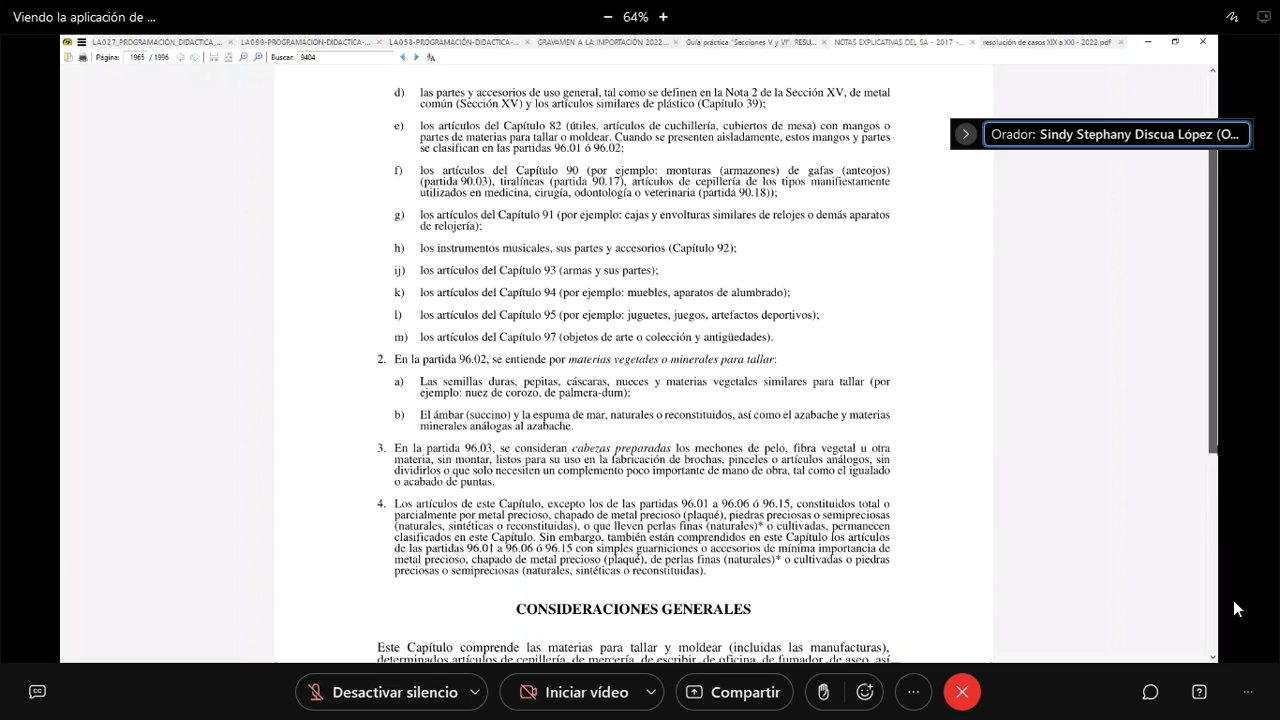 Viendo la aplicación de ...
64%
LA027_PROGRAMACIÓN_DIDACTICA_...
LA099-PROGRAMACION-DIDACTICA-...
LA058-PROGRAMACIÓN-DIDACTICA-...
GRAVAMEN A LA IMPORTACIÓN 2022...
Guía práctica "Secciones V y VI". RESU...
NOTAS EXPLICATIVAS DEL SA - 2017 -...
resolución de casos XIX a XXI - 2022.pdf
Página: 1965 / 1996
Buscar: 9404
Orador: Sindy Stephany Discua López (O...
d) las partes y accesorios de uso general, tal como se definen en la Nota 2 de la Sección XV, de metal
común (Sección XV) y los artículos similares de plástico (Capítulo 39);
e) los artículos del Capítulo 82 (útiles, artículos de cuchillería, cubiertos de mesa) con mangos o
partes de materias para tallar o moldear. Cuando se presenten aisladamente, estos mangos y partes
se clasifican en las partidas 96.01 ó 96.02;
f) los artículos del Capítulo 90 (por ejemplo: monturas (armazones) de gafas (anteojos)
(partida 90.03), tiralíneas (partida 90.17), artículos de cepillería de los tipos manifiestamente
utilizados en medicina, cirugía, odontología o veterinaria (partida 90.18));
g) los artículos del Capítulo 91 (por ejemplo: cajas y envolturas similares de relojes o demás aparatos
de relojería);
h) los instrumentos musicales, sus partes y accesorios (Capítulo 92);
ij) los artículos del Capítulo 93 (armas y sus partes);
k) los artículos del Capítulo 94 (por ejemplo: muebles, aparatos de alumbrado);
l) los artículos del Capítulo 95 (por ejemplo: juguetes, juegos, artefactos deportivos);
m) los artículos del Capítulo 97 (objetos de arte o colección y antigüedades).
2. En la partida 96.02, se entiende por materias vegetales o minerales para tallar:
a) Las semillas duras, pepitas, cáscaras, nueces y materias vegetales similares para tallar (por
ejemplo: nuez de corozo, de palmera-dum);
b) El ámbar (succino) y la espuma de mar, naturales o reconstituidos, así como el azabache y materias
minerales análogas al azabache.
3. En la partida 96.03, se consideran cabezas preparadas los mechones de pelo, fibra vegetal u otra
materia, sin montar, listos para su uso en la fabricación de brochas, pinceles o artículos análogos, sin
dividirlos o que solo necesiten un complemento poco importante de mano de obra, tal como el igualado
o acabado de puntas.
4. Los artículos de este Capítulo, excepto los de las partidas 96.01 a 96.06 ó 96.15, constituidos total o
parcialmente por metal precioso, chapado de metal precioso (plaqué), piedras preciosas o semipreciosas
(naturales, sintéticas o reconstituidas), o que lleven perlas finas (naturales)* o cultivadas, permanecen
clasificados en este Capítulo. Sin embargo, también están comprendidos en este Capítulo los artículos
de las partidas 96.01 a 96.06 ó 96.15 con simples guarniciones o accesorios de mínima importancia de
metal precioso, chapado de metal precioso (plaqué), de perlas finas (naturales)* o cultivadas o piedras
preciosas o semipreciosas (naturales, sintéticas o reconstituidas).
CONSIDERACIONES GENERALES
Este Capítulo comprende las materias para tallar y moldear (incluidas las manufacturas),
determinados artículos de cepillería, de mercería, de escribir, de oficina, de fumador, de aseo, así
Desactivar silencio
Iniciar vídeo
Compartir